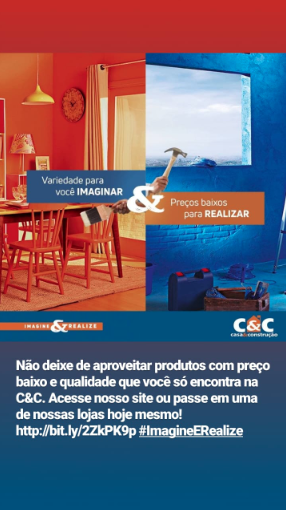 Variedade para
você IMAGINAR
&
Preços baixos
para REALIZAR
IMAGINE & REALIZE
C&C
casa&construção
Não deixe de aproveitar produtos com preço
baixo e qualidade que você só encontra na
C&C. Acesse nosso site ou passe em uma
de nossas lojas hoje mesmo!
http://bit.ly/2ZkPK9p #ImagineERealize